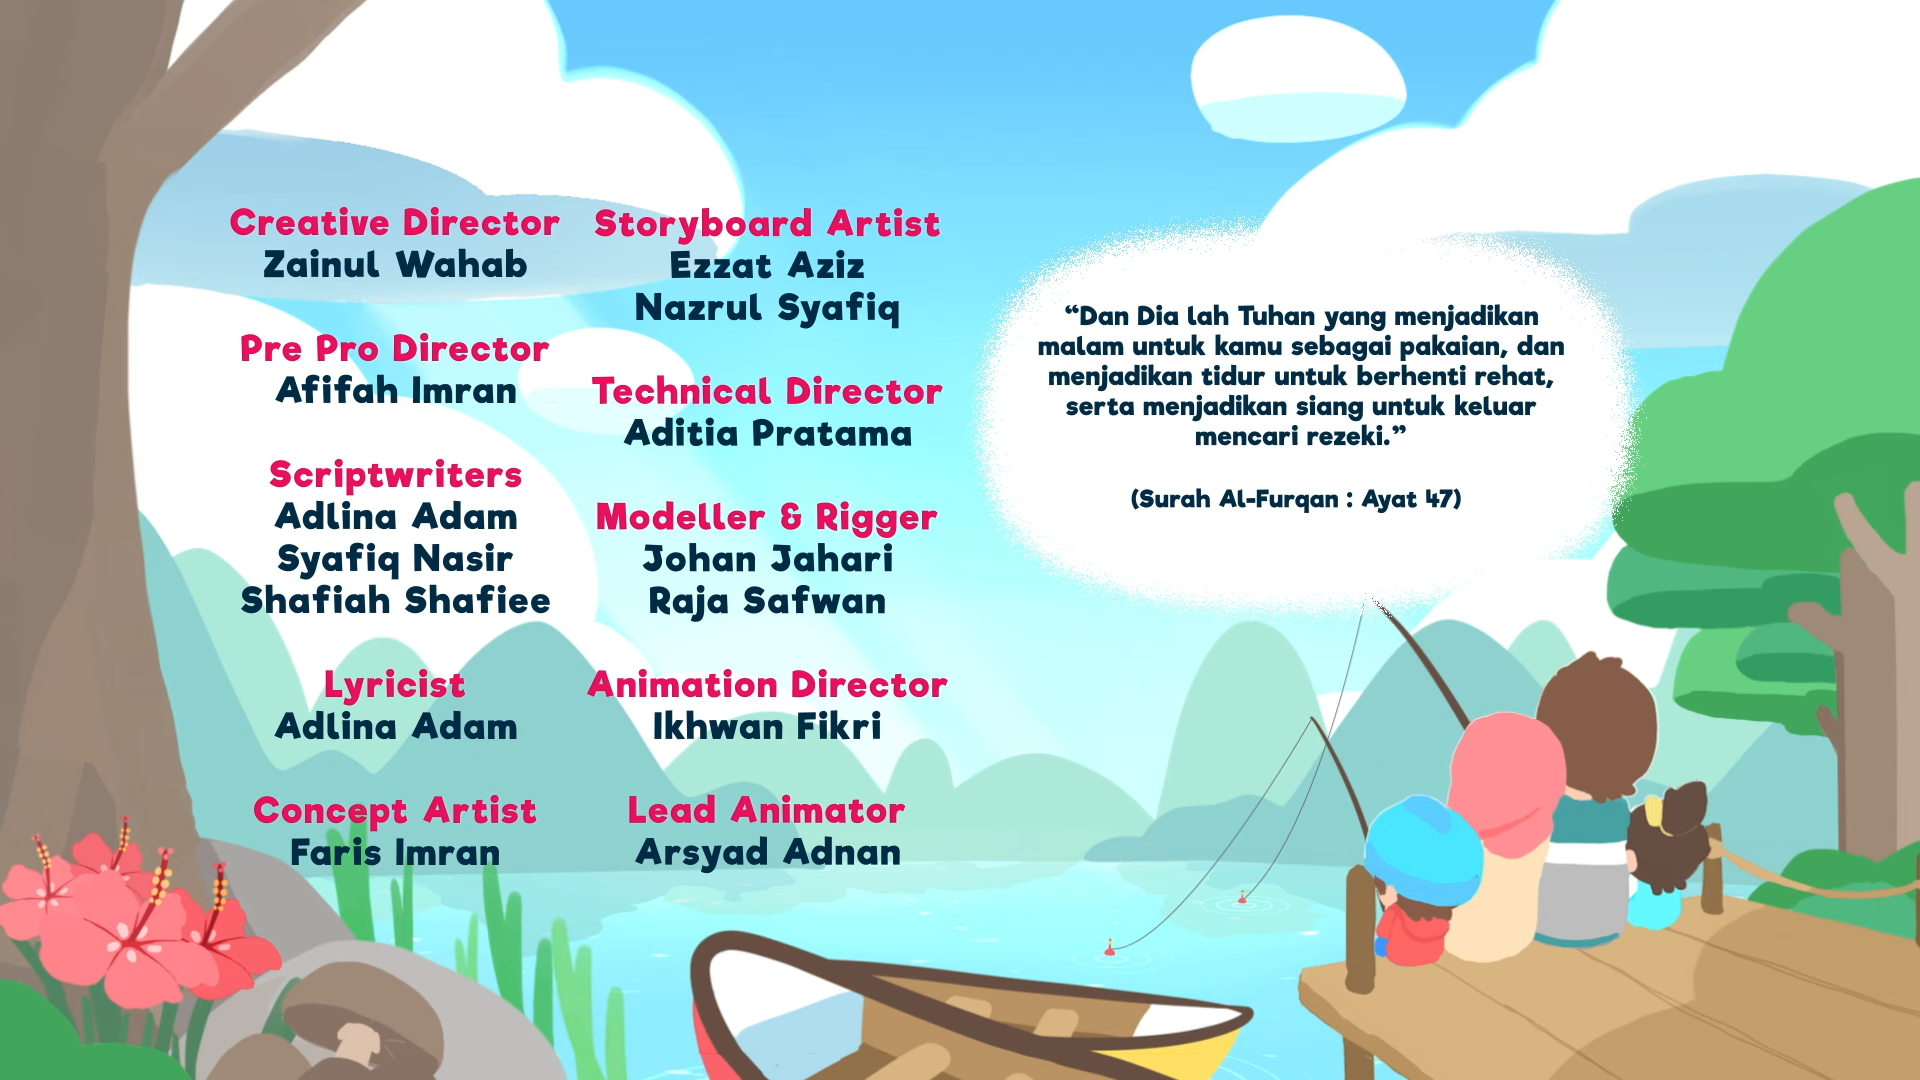 Creative Director
Zainul Wahab
Pre Pro Director
Afifah Imran
Scriptwriters
Adlina Adam
Syafiq Nasir
Shafiah Shafiee
Lyricist
Adlina Adam
Concept Artist
Faris Imran
Storyboard Artist
Ezzat Aziz
Nazrul Syafiq
Technical Director
Aditia Pratama
Modeller & Rigger
Johan Jahari
Raja Safwan
Animation Director
Ikhwan Fikri
Lead Animator
Arsyad Adnan
“Dan Dia lah Tuhan yang menjadikan
malam untuk kamu sebagai pakaian, dan
menjadikan tidur untuk berhenti rehat,
serta menjadikan siang untuk keluar
mencari rezeki.”
(Surah Al-Furqan : Ayat 47)